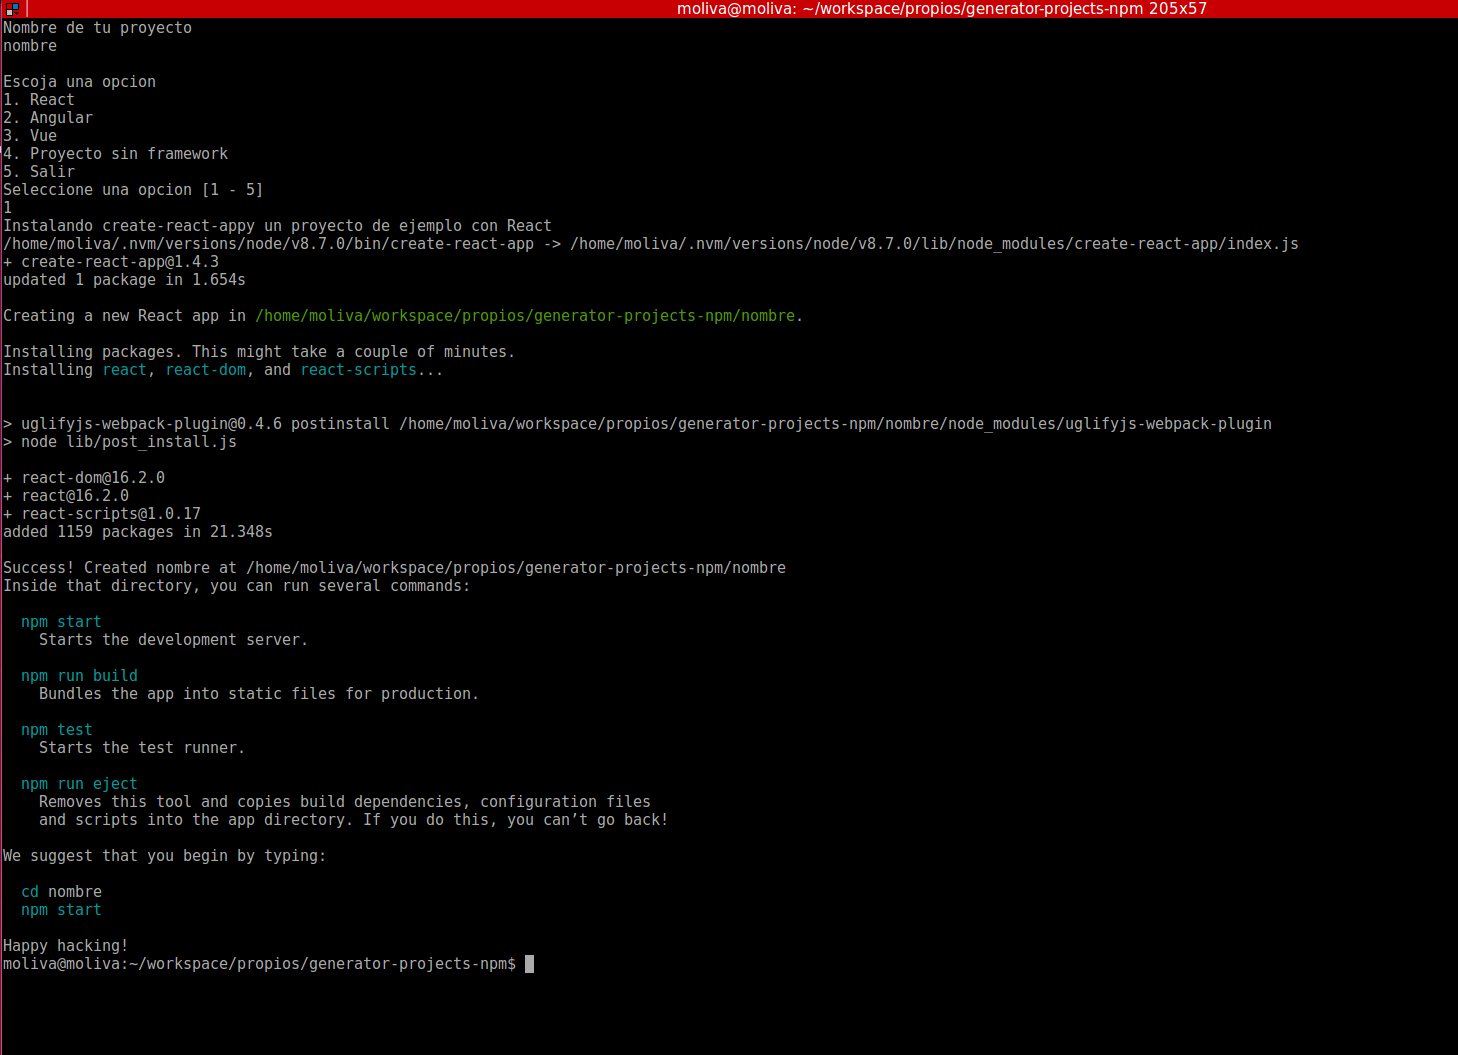 moliva@moliva: ~/workspace/propios/generator-projects-npm 205x57
Nombre de tu proyecto
nombre
Escoja una opcion
1. React
2. Angular
3. Vue
4. Proyecto sin framework
5. Salir
Seleccione una opcion [1 - 5]
1
Instalando create-react-appy un proyecto de ejemplo con React
/home/moliva/.nvm/versions/node/v8.7.0/bin/create-react-app -> /home/moliva/.nvm/versions/node/v8.7.0/lib/node_modules/create-react-app/index.js
+ create-react-app@1.4.3
updated 1 package in 1.654s
Creating a new React app in /home/moliva/workspace/propios/generator-projects-npm/nombre.
Installing packages. This might take a couple of minutes.
Installing react, react-dom, and react-scripts...
> uglifyjs-webpack-plugin@0.4.6 postinstall /home/moliva/workspace/propios/generator-projects-npm/nombre/node_modules/uglifyjs-webpack-plugin
> node lib/post_install.js
+ react-dom@16.2.0
+ react@16.2.0
+ react-scripts@1.0.17
added 1159 packages in 21.348s
Success! Created nombre at /home/moliva/workspace/propios/generator-projects-npm/nombre
Inside that directory, you can run several commands:
npm start
Starts the development server.
npm run build
Bundles the app into static files for production.
npm test
Starts the test runner.
npm run eject
Removes this tool and copies build dependencies, configuration files
and scripts into the app directory. If you do this, you can’t go back!
We suggest that you begin by typing:
cd nombre
npm start
Happy hacking!
moliva@moliva:~/workspace/propios/generator-projects-npm$